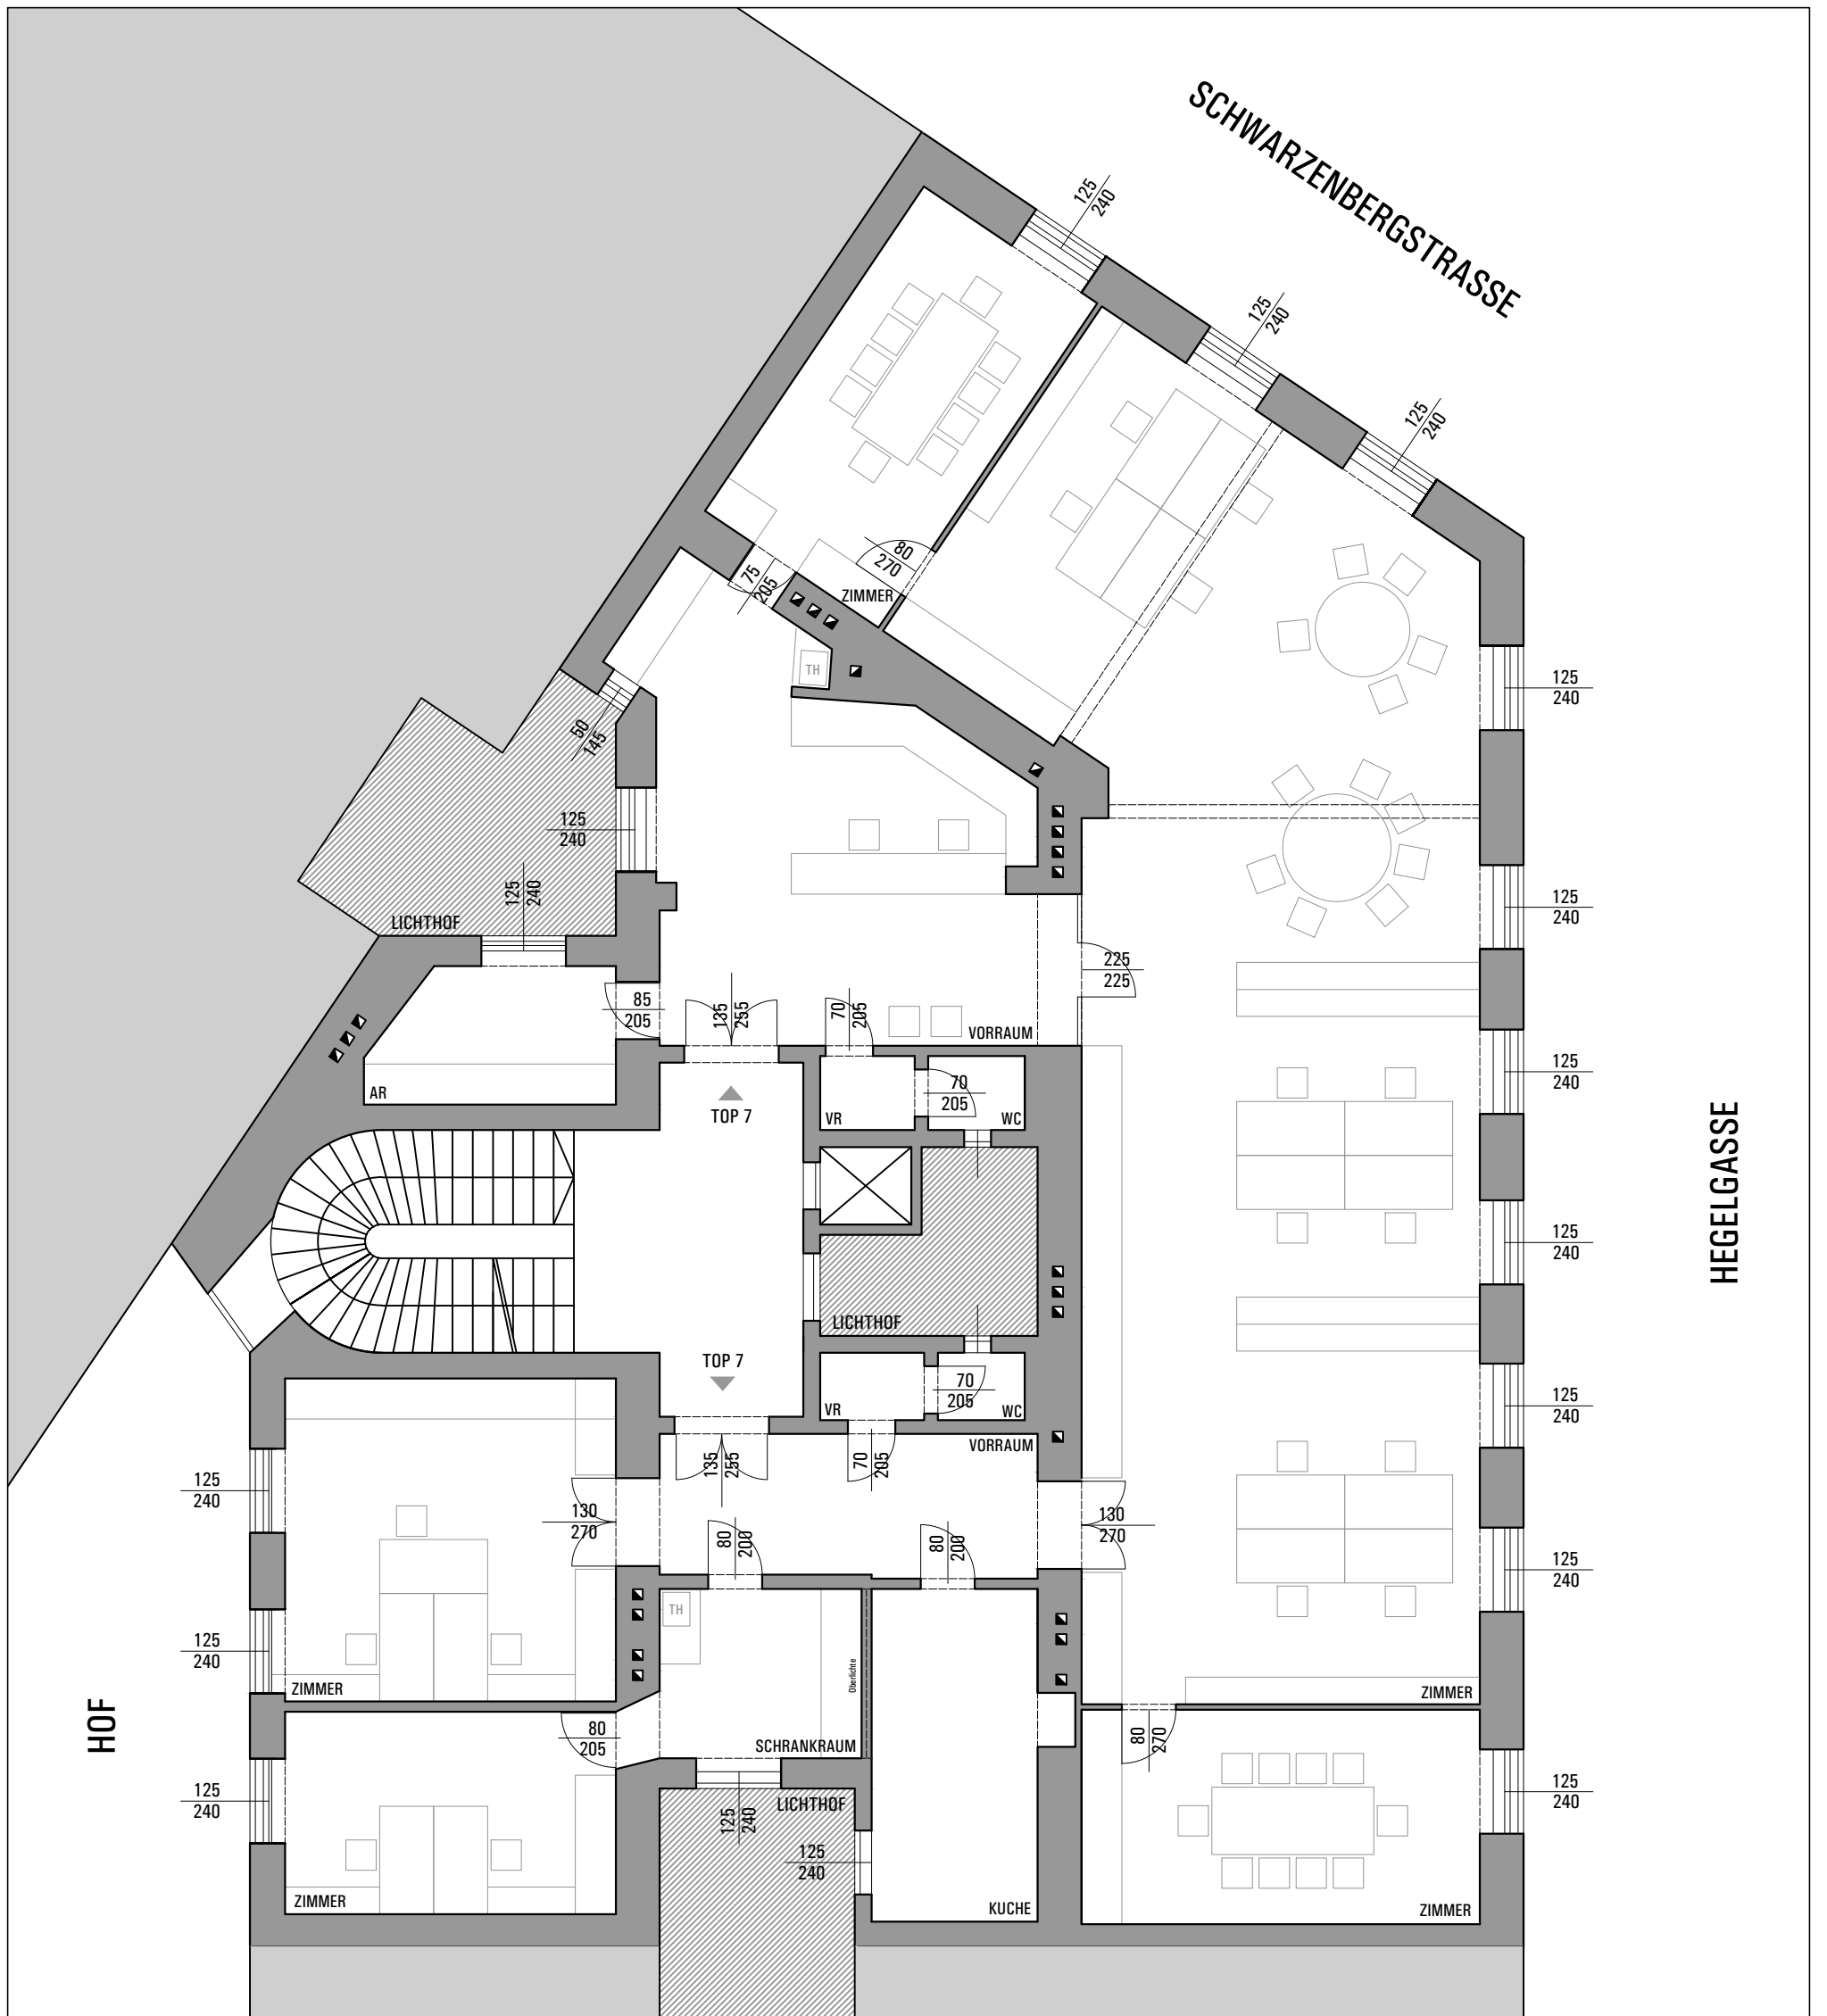 SCHWARZENBERGSTRASSE
125
240
125
240
125
240
80
270
75
205
ZIMMER
TH
50
145
125
240
125
240
125
240
LICHTHOF
125
240
225
225
85
205
135
255
70
205
VORRAUM
125
240
AR
TOP 7
VR
70
205
WC
HEGELGASSE
125
240
LICHTHOF
TOP 7
VR
70
205
WC
125
240
VORRAUM
135
255
70
205
125
240
130
270
80
200
80
200
130
270
125
240
TH
125
240
Oberlichte
ZIMMER
ZIMMER
HOF
80
205
SCHRANKRAUM
80
270
125
240
LICHTHOF
125
240
125
240
125
240
ZIMMER
KUCHE
ZIMMER